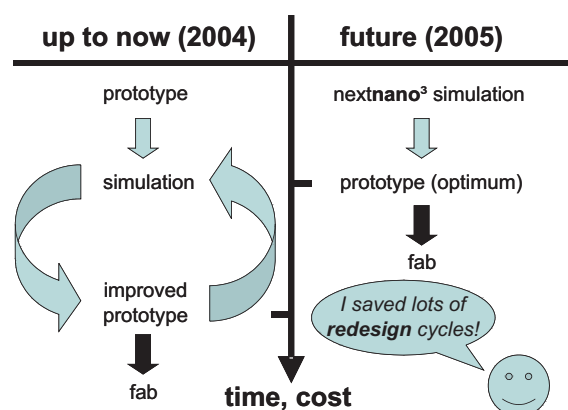 up to now (2004)
prototype
simulation
improved
prototype
fab
future (2005)
nextnano³ simulation
prototype (optimum)
fab
I saved lots of
redesign cycles!
time, cost